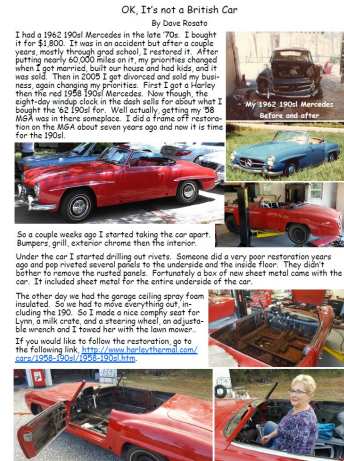 OK, It's not a British Car
By Dave Rosato
I had a 1962 190sl Mercedes in the late '70s. I bought
it for $1,800. It was in an accident but after a couple
years, mostly through grad school, I restored it. After
putting nearly 60,000 miles on it, my priorities changed
when I got married, built our house and had kids, and it
was sold. Then in 2005 I got divorced and sold my busi-
ness, again changing my priorities. First I got a Harley
then the red 1958 190sl Mercedes. Now though, the
eight-day windup clock in the dash sells for about what I
bought the '62 190sl for. Well actually, getting my '58
MGA was in there someplace. I did a frame off restora-
tion on the MGA about seven years ago and now it is time
for the 190sl.
My 1962 190sl Mercedes
Before and after
So a couple weeks ago I started taking the car apart.
Bumpers, grill, exterior chrome then the interior.
Under the car I started drilling out rivets. Someone did a very poor restoration years
ago and pop riveted several panels to the underside and the inside floor. They didn't
bother to remove the rusted panels. Fortunately a box of new sheet metal came with the
car. It included sheet metal for the entire underside of the car.
The other day we had the garage ceiling spray foam
insulated. So we had to move everything out, in-
cluding the 190. So I made a nice comphy seat for
Lynn, a milk crate, and a steering wheel, an adjusta-
ble wrench and I towed her with the lawn mower..
If you would like to follow the restoration, go to
the following link, http://www.harleythermal.com/
cars/1958-190sl/1958-190sl.htm.